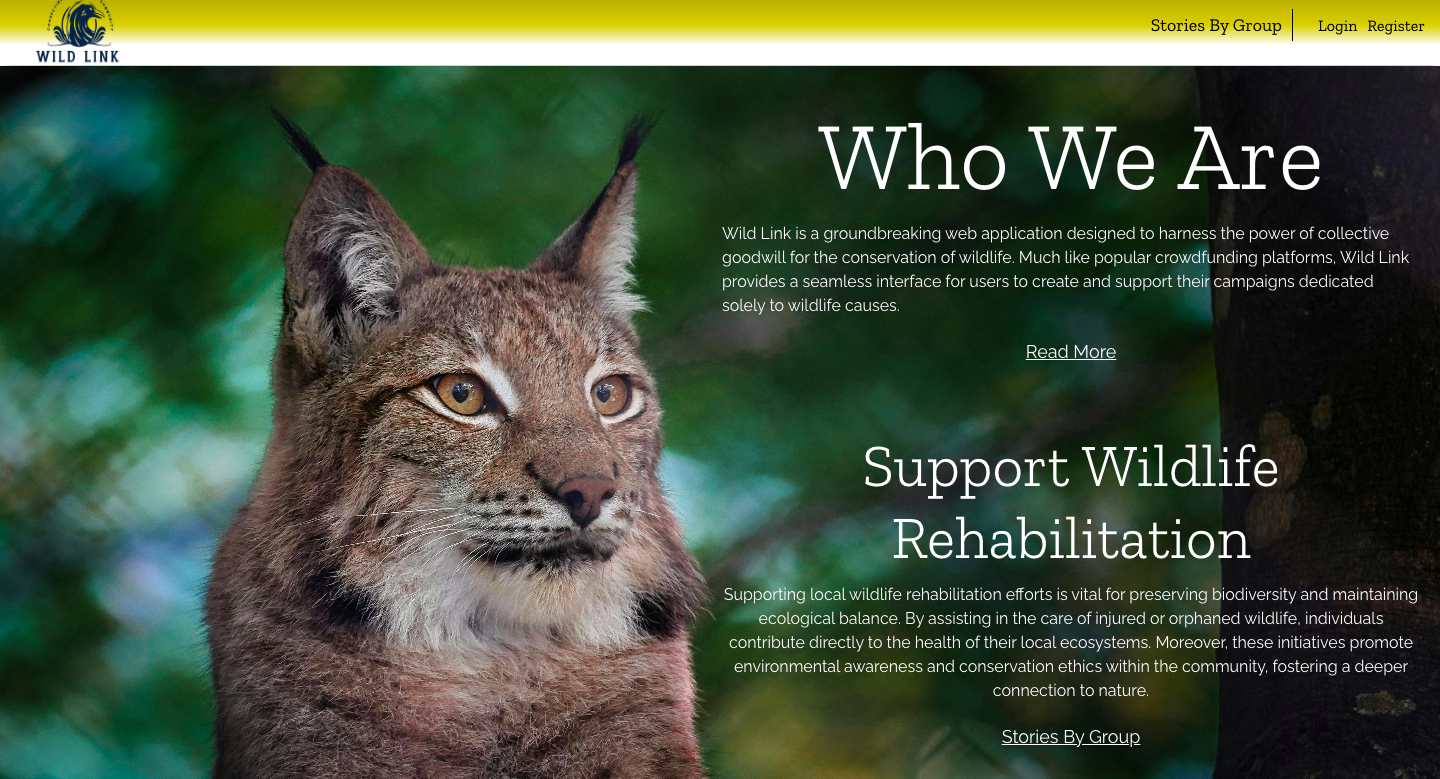 WILD LINK
Stories By Group
Login Register
Who We Are
Wild Link is a groundbreaking web application designed to harness the power of collective
goodwill for the conservation of wildlife. Much like popular crowdfunding platforms, Wild Link
provides a seamless interface for users to create and support their campaigns dedicated
solely to wildlife causes.
Read More
Support Wildlife
Rehabilitation
Supporting local wildlife rehabilitation efforts is vital for preserving biodiversity and maintaining
ecological balance. By assisting in the care of injured or orphaned wildlife, individuals
contribute directly to the health of their local ecosystems. Moreover, these initiatives promote
environmental awareness and conservation ethics within the community, fostering a deeper
connection to nature.
Stories By Group